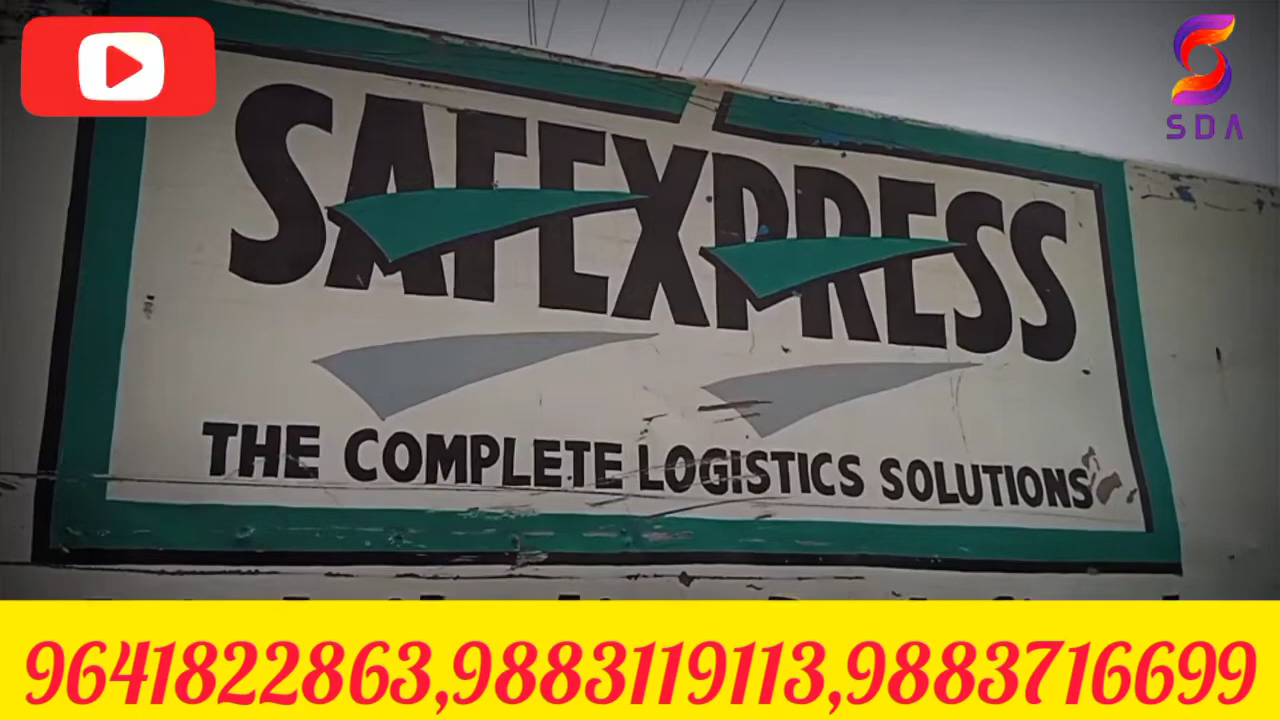 SDA
SAFEXPRESS
THE COMPLETE LOGISTICS SOLUTIONS
9641822863,9883119113,9883716699